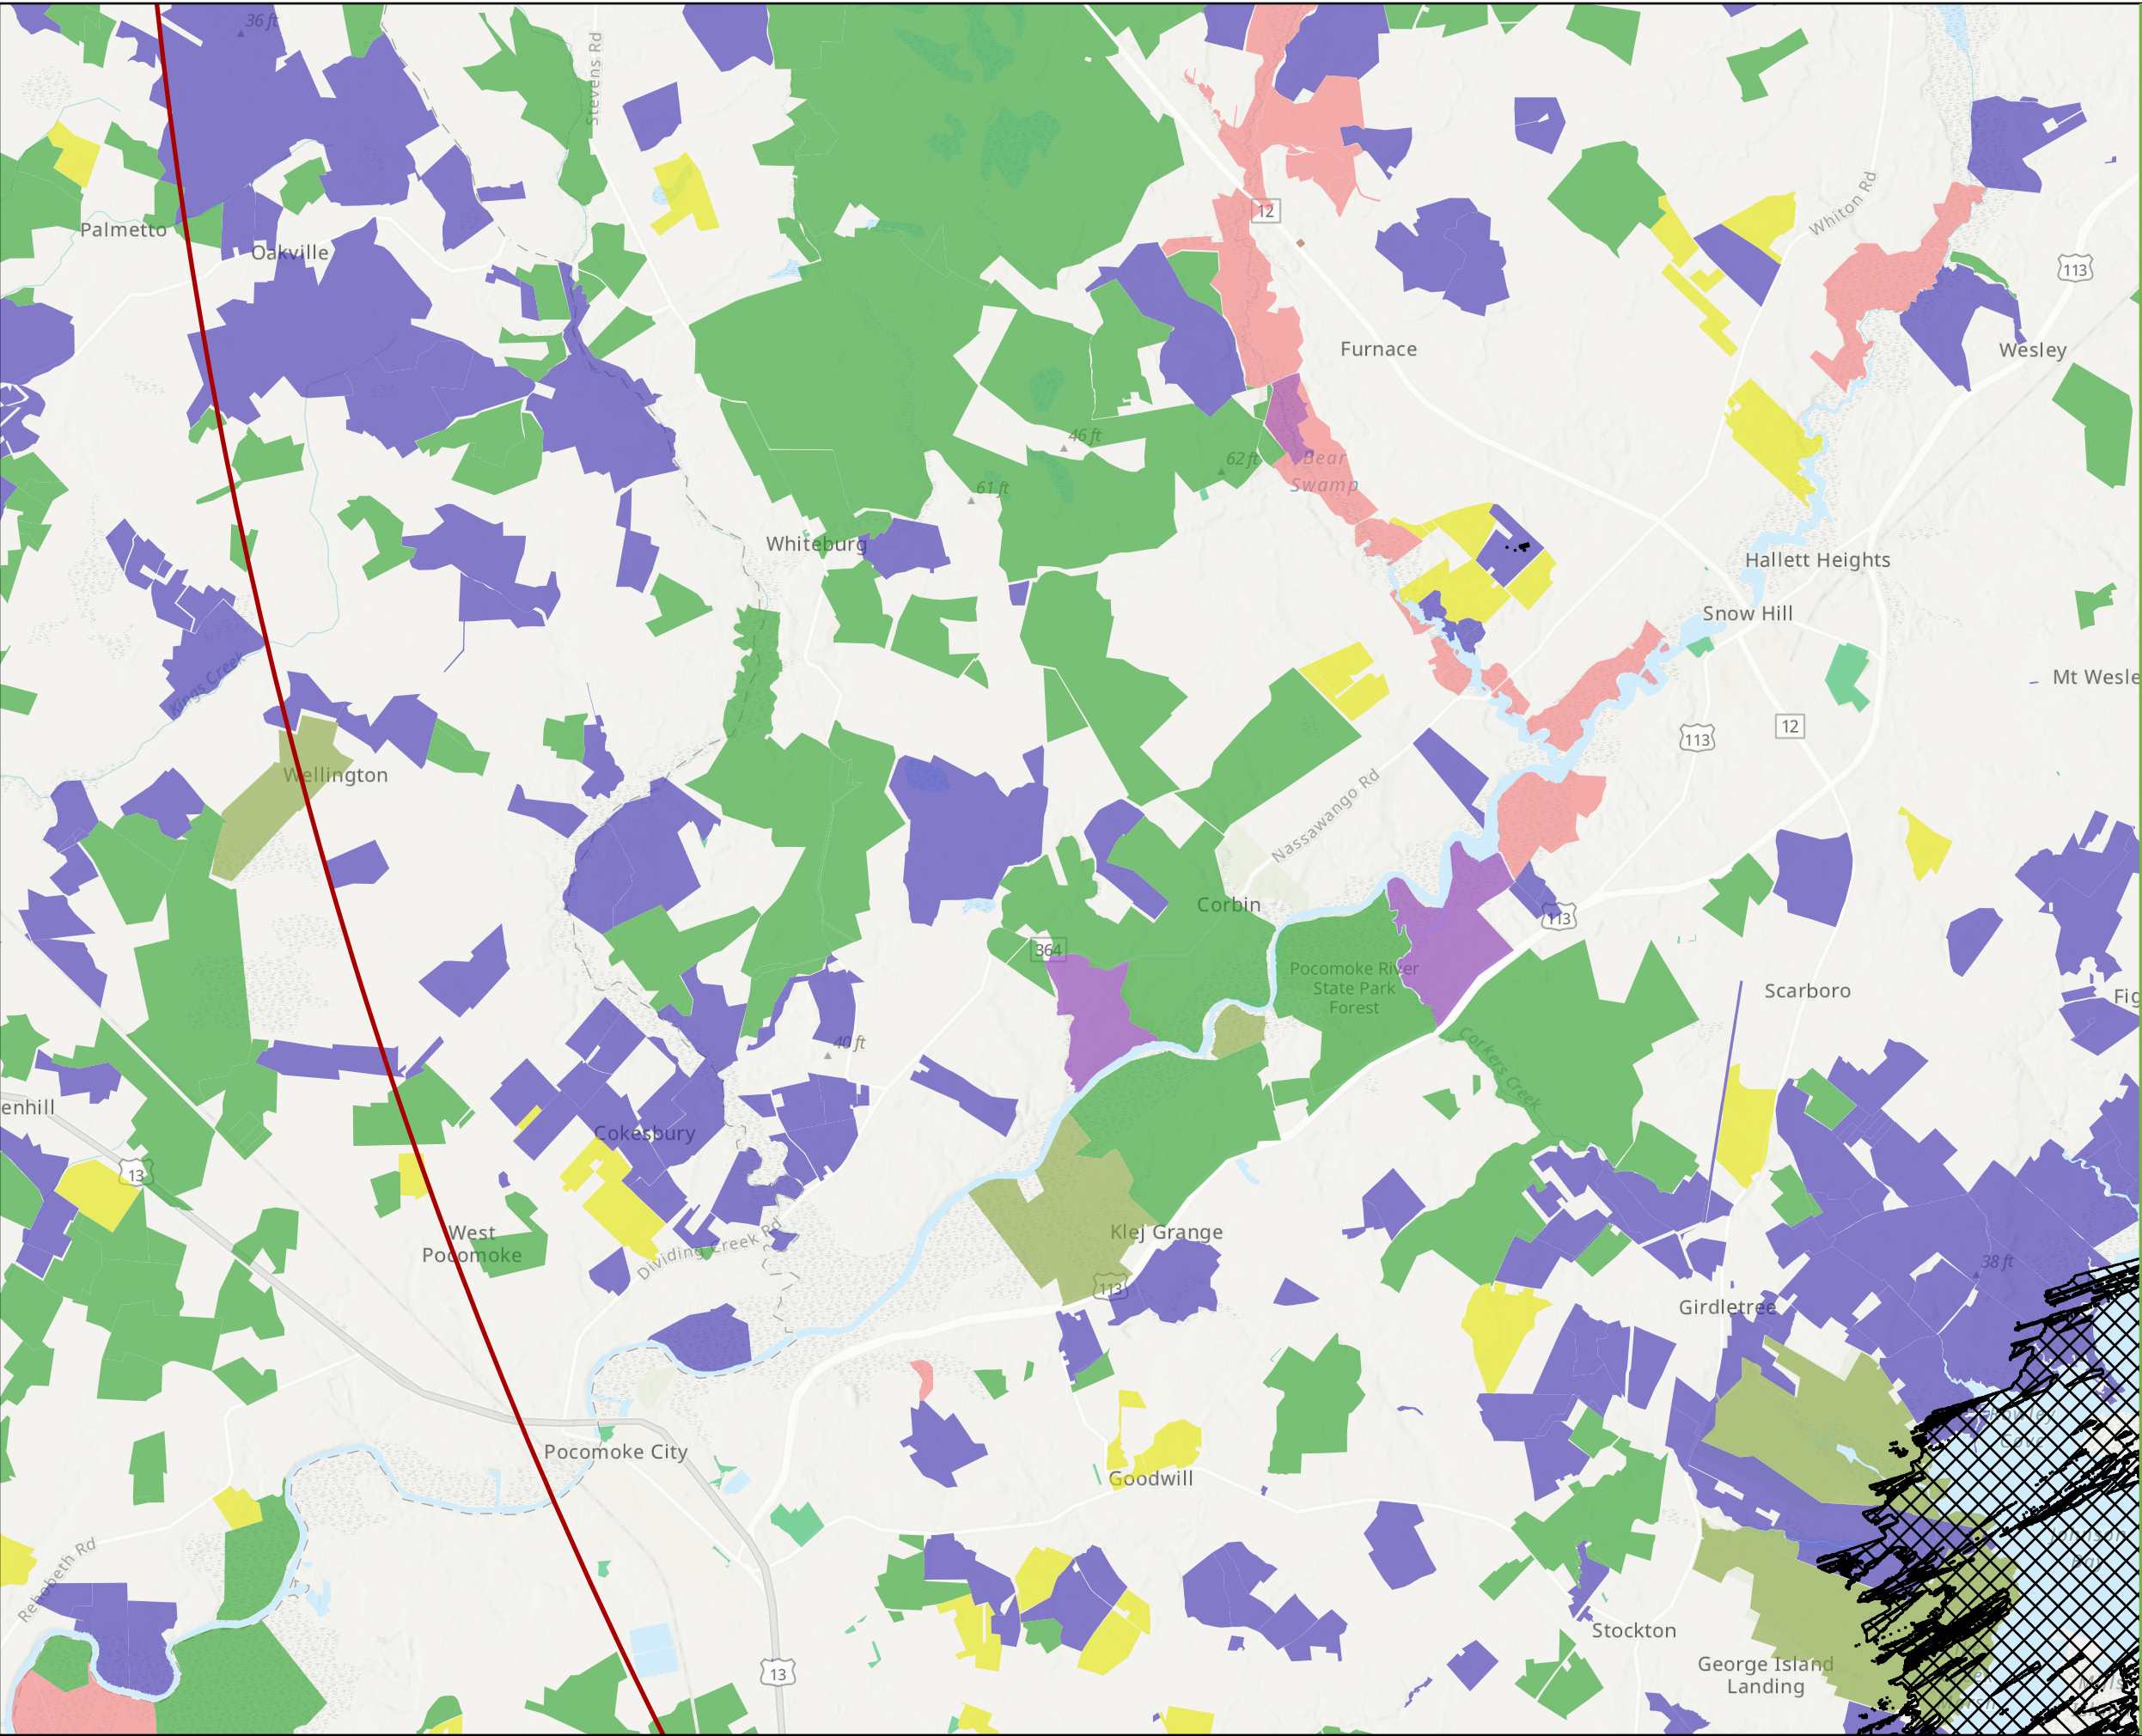 36 ft
Stevens Rd
Palmetto
Oakville
12
Whiton Rd
113
Furnace
Wesley
46 ft
62 ft
Bear
Swamp
61 ft
Whiteburg
Hallett Heights
Snow Hill
Kings Creek
Mt Wesle
113
12
Wellington
Nassawango Rd
Corbin
113
364
Pocomoke River
State Park
Forest
Scarboro
Fig
40 ft
Corkers Creek
enhill
Cokesbury
13
West
Pocomoke
Dividing Creek Rd
Klej Grange
113
38 ft
Girdletree
Cove
Pocomoke City
Goodwill
Johnson
Bay
Rehobeth Rd
Stockton
13
George Island
Landing